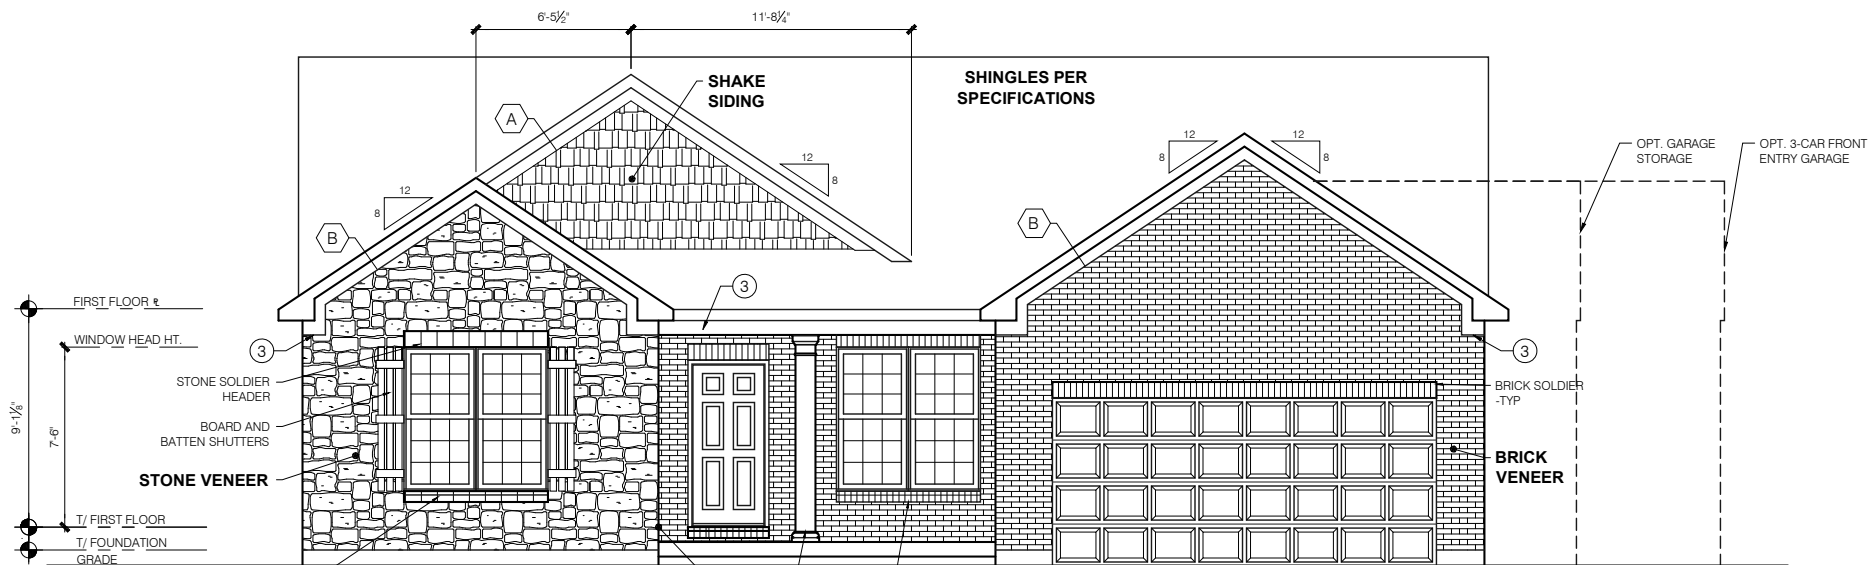 6'-5½"
11'-8¼"
SHAKE
SIDING
SHINGLES PER
SPECIFICATIONS
A
12
8
12
8
12
8
12
8
OPT. GARAGE
STORAGE
OPT. 3-CAR FRONT
ENTRY GARAGE
B
B
FIRST FLOOR ℄
3
WINDOW HEAD HT.
3
3
STONE SOLDIER
HEADER
BRICK SOLDIER
-TYP
BOARD AND
BATTEN SHUTTERS
9'-1⅛"
7'-6"
STONE VENEER
BRICK
VENEER
T/ FIRST FLOOR
T/ FOUNDATION
GRADE